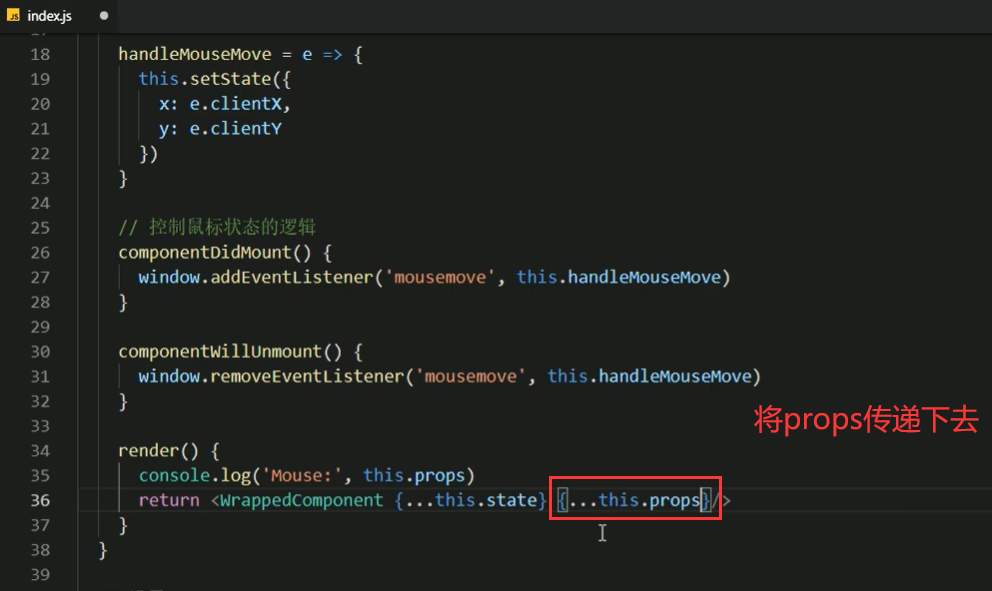 JS index.js
18 handleMouseMove = e => {
19 this.setState({
20 x: e.clientX,
21 y: e.clientY
22 })
23 }
24
25 // 控制鼠标状态的逻辑
26 componentDidMount() {
27 window.addEventListener('mousemove', this.handleMouseMove)
28 }
29
30 componentWillUnmount() {
31 window.removeEventListener('mousemove', this.handleMouseMove)
32 }
33
将props传递下去
34 render() {
35 console.log('Mouse:', this.props)
36 return <WrappedComponent {...this.state} {...this.props}/>
37 }
38 }
39